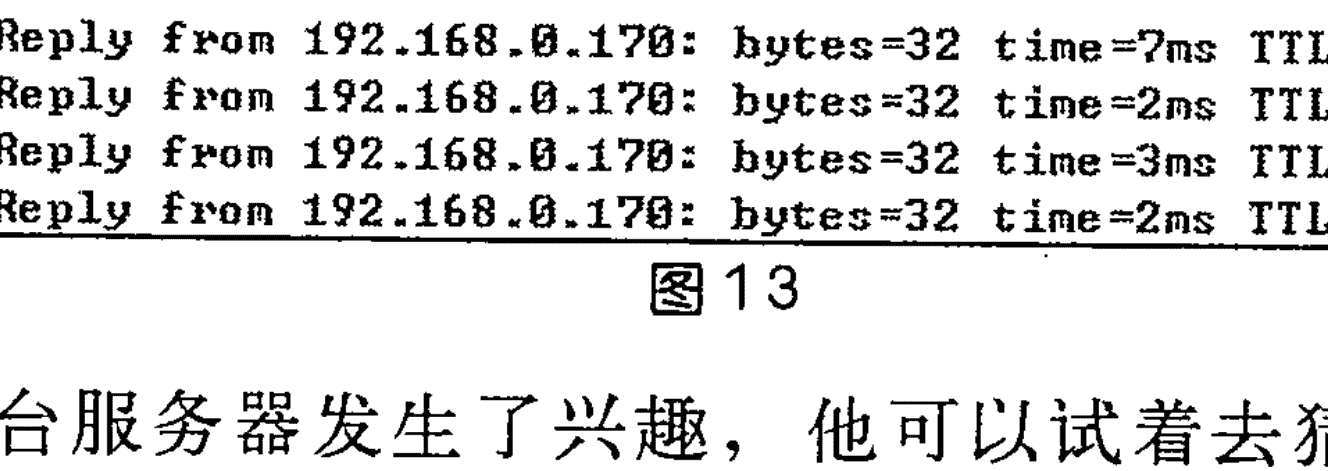 Reply from 192.168.0.170: bytes=32 time=7ms TTL
Reply from 192.168.0.170: bytes=32 time=2ms TTL
Reply from 192.168.0.170: bytes=32 time=3ms TTL
Reply from 192.168.0.170: bytes=32 time=2ms TTL
图13
台服务器发生了兴趣，他可以试着去猜